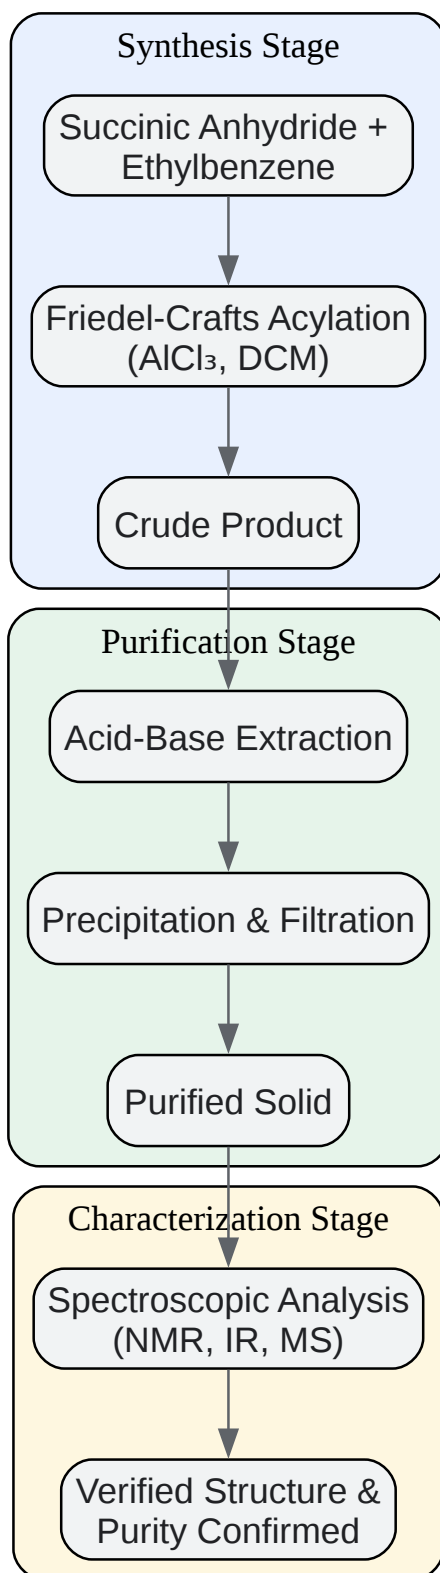 Synthesis Stage
Succinic Anhydride +
Ethylbenzene
Friedel-Crafts Acylation
(AlCl₃, DCM)
Crude Product
Purification Stage
Acid-Base Extraction
Precipitation & Filtration
Purified Solid
Characterization Stage
Spectroscopic Analysis
(NMR, IR, MS)
Verified Structure &
Purity Confirmed